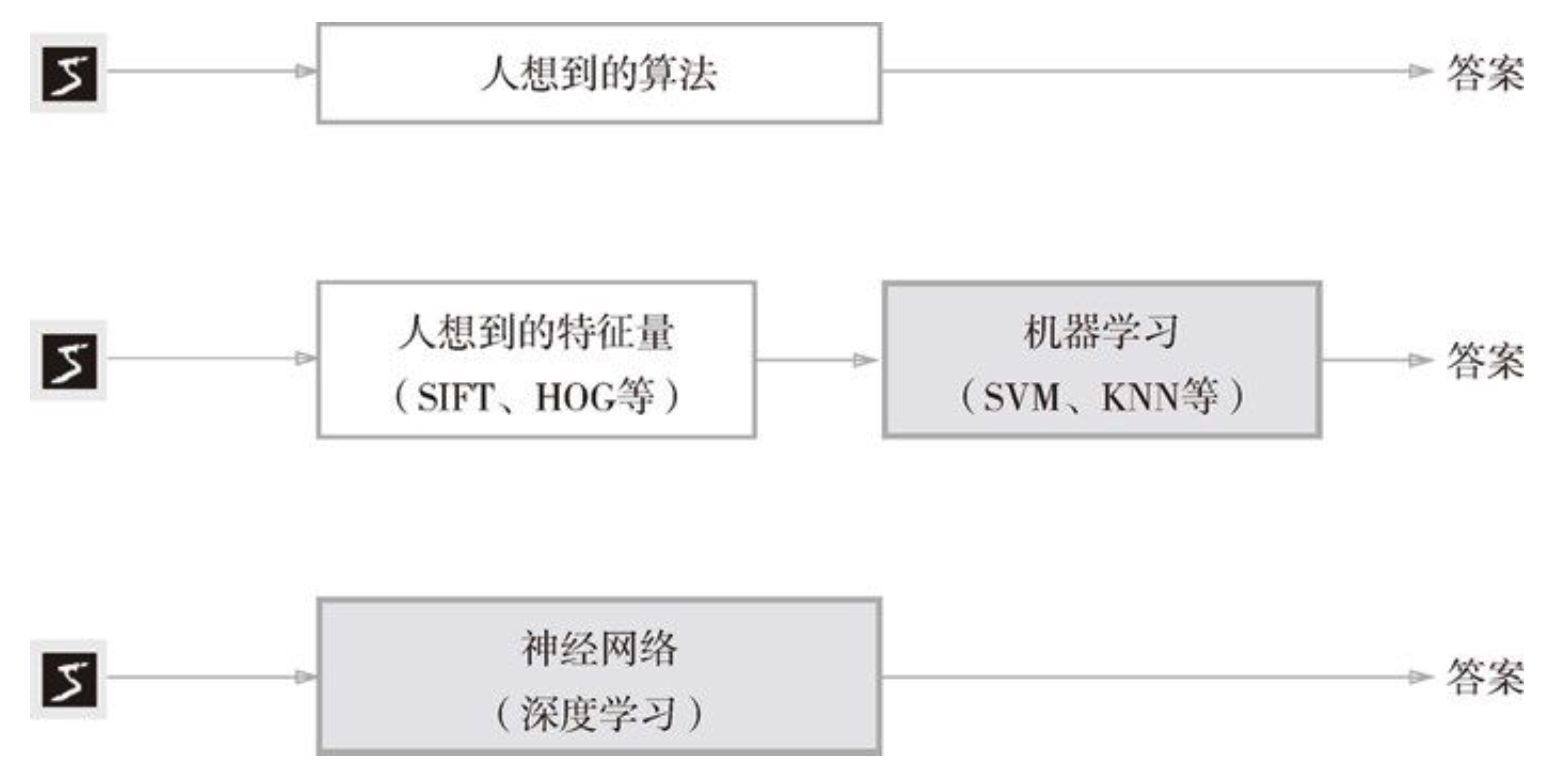 5
人想到的算法
答案
5
人想到的特征量
（SIFT、HOG等）
机器学习
（SVM、KNN等）
答案
5
神经网络
（深度学习）
答案